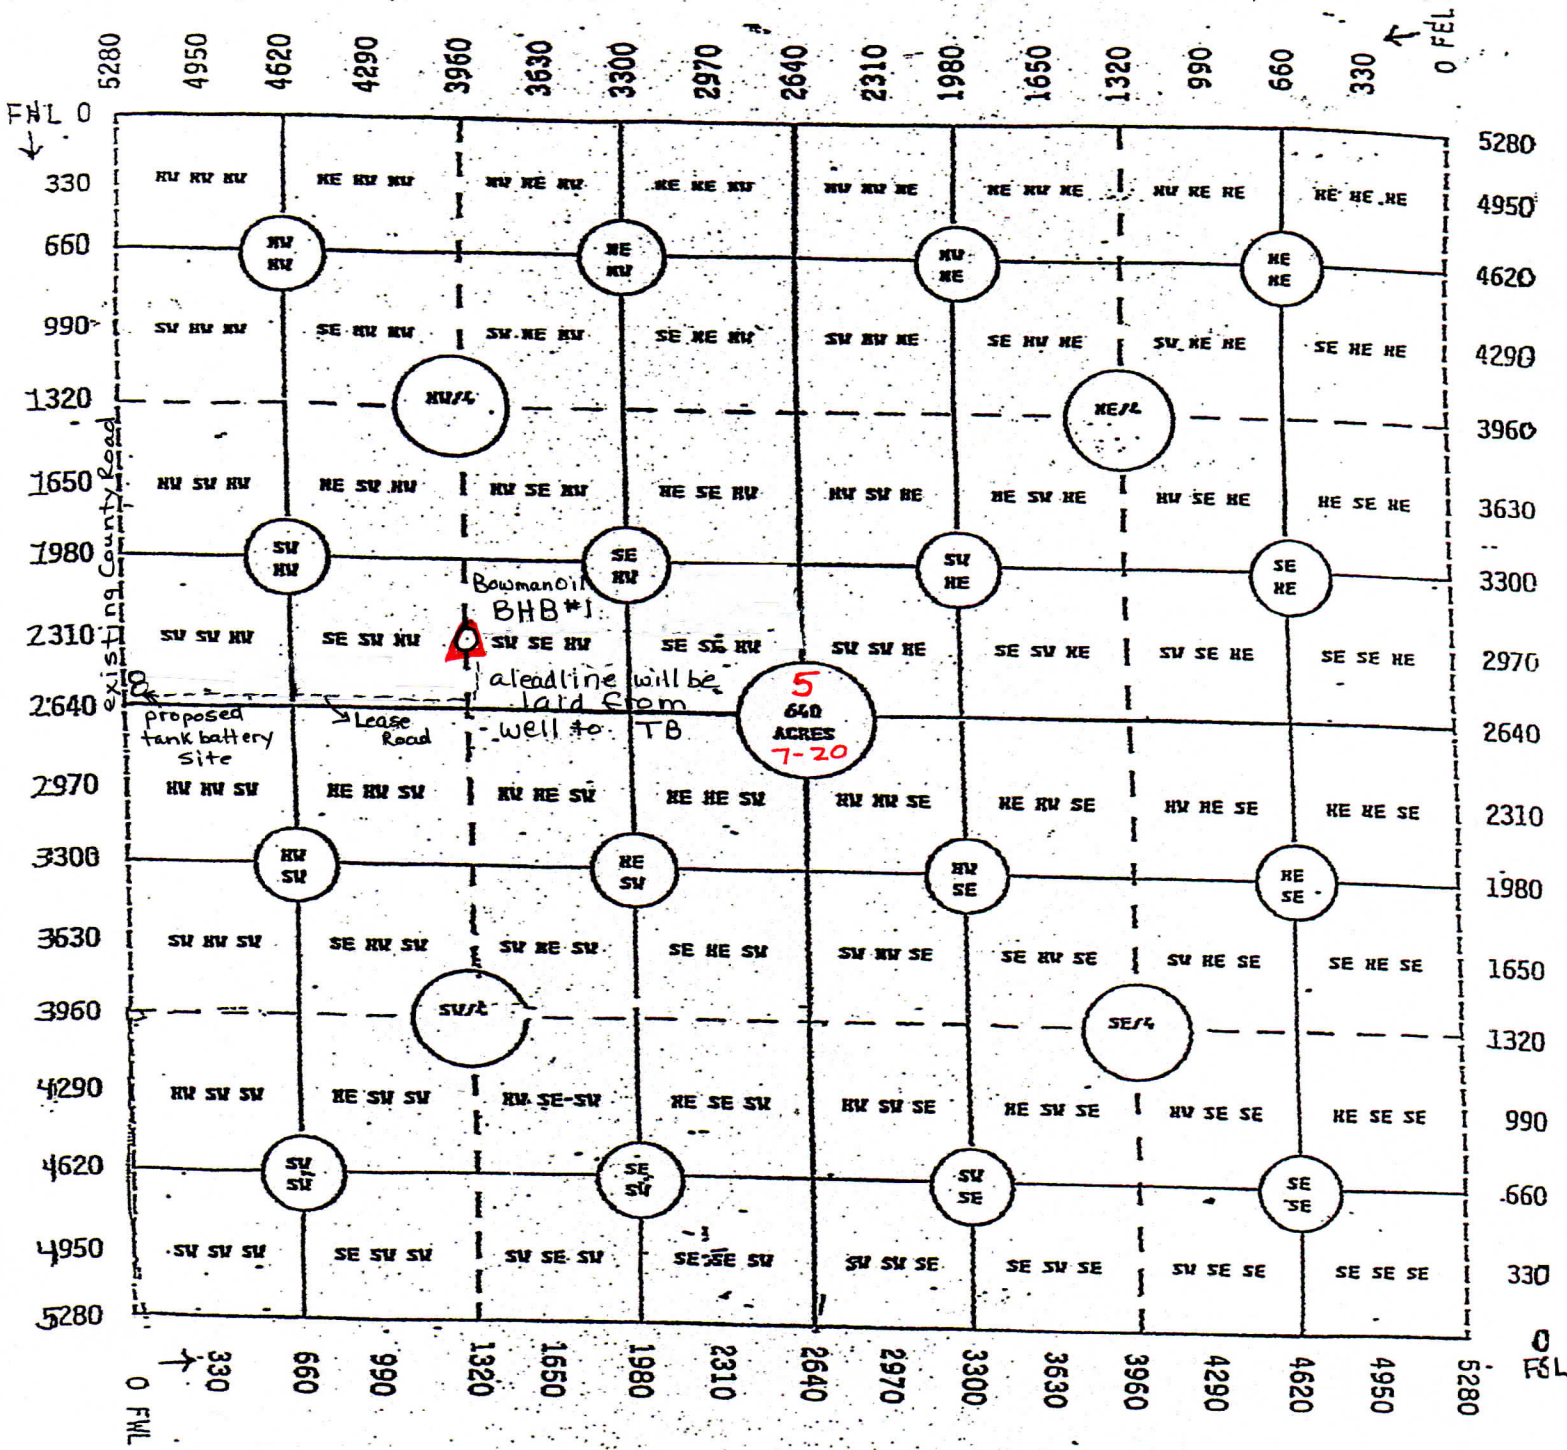 5280 4950 4620 4290 3960 3630 3300 2970 2640 2310 1980 1650 1320 990 660 330 0 FEL
FNL 0
5280
330
NW NW NW NE NW NW NW NE NW NE NE NW NW NW NE NE NW NE NW NE NE NE NE NE
4950
660
NW NW
NE NW
NW NE
NE NE
4620
990
SW NW NW SE NW NW SW NE NW SE NE NW SW NW NE SE NW NE SW NE NE SE NE NE
4290
1320
NW/4
NE/4
3960
existing County Road
1650
NW SW NW NE SW NW NW SE NW NE SE NW NW SW NE NE SW NE NW SE NE NE SE NE
3630
1980
SW NW
SE NW
SW NE
SE NE
3300
Bowman Oil
BHB #1
2310
SW SW NW SE SW NW SW SE NW SE SE NW SW SW NE SE SW NE SW SE NE SE SE NE
2970
a leadline will be
laid from
well to TB
2640
proposed
tank battery
site
Lease
Road
5
640
ACRES
7-20
2640
2970
NW NW SW NE NW SW NW NE SW NE NE SW NW NW SE NE NW SE NW NE SE NE NE SE
2310
3300
NW SW
NE SW
NW SE
NE SE
1980
3630
SW NW SW SE NW SW SW NE SW SE NE SW SW NW SE SE NW SE SW NE SE SE NE SE
1650
3960
SW/4
SE/4
1320
4290
NW SW SW NE SW SW NW SE-SW NE SE SW NW SW SE NE SW SE NW SE SE NE SE SE
990
4620
SW SW
SE SW
SW SE
SE SE
660
4950
SW SW SW SE SW SW SW SE SW SE SE SW SW SW SE SE SW SE SW SE SE SE SE SE
330
5280
0
FSL
0 FWL 330 660 990 1320 1650 1980 2310 2640 2970 3300 3630 3960 4290 4620 4950 5280